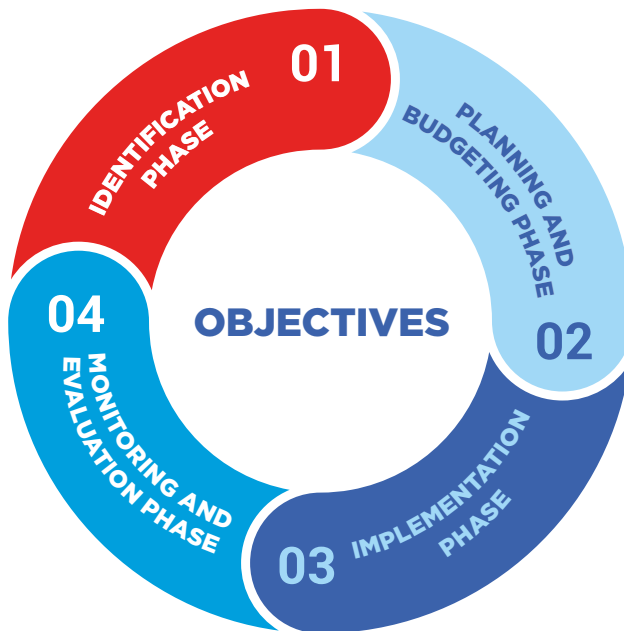 01
IDENTIFICATION
PHASE
PLANNING AND
BUDGETING PHASE
02
OBJECTIVES
03
IMPLEMENTATION
PHASE
04
MONITORING AND
EVALUATION PHASE